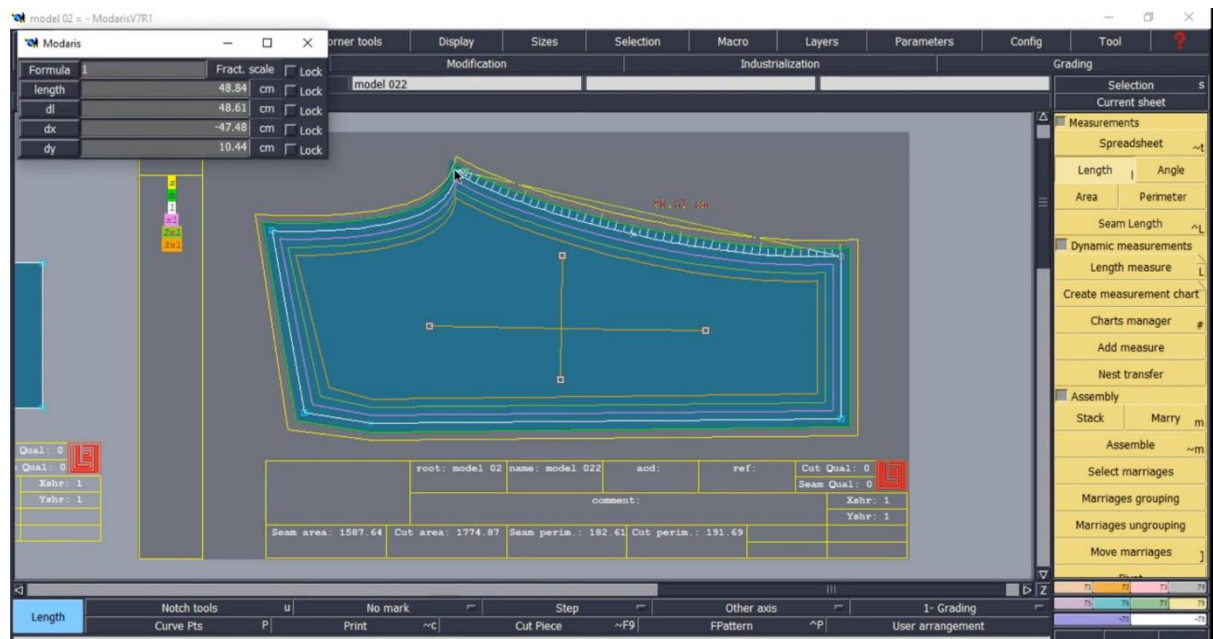 model 02 = - ModarisV7R1
Modaris
Formula 1 Fract. scale Lock
length 48.84 cm Lock
dl 48.61 cm Lock
dx -47.48 cm Lock
dy 10.44 cm Lock
orner tools Display Sizes Selection Macro Layers Parameters Config Tool ?
Modification Industrialization Grading
model 022
Selection s
Current sheet
Measurements
Spreadsheet ~t
Length l Angle
Area Perimeter
Seam Length ^L
Dynamic measurements
Length measure L
Create measurement chart
Charts manager #
Add measure
Nest transfer
Assembly
Stack Marry m
Assemble ~m
Select marriages
Marriages grouping
Marriages ungrouping
Move marriages ]
1
2x1
3x1
Qual: 0
Qual: 0
Xshr: 1
Yshr: 1
root: model 02 name: model 022 acd: ref: Cut Qual: 0
Seam Qual: 0
comment: Xshr: 1
Yshr: 1
Seam area: 1587.64 Cut area: 1774.87 Seam perim.: 182.61 Cut perim.: 191.69
Z
Length
Notch tools u No mark Step Other axis 1- Grading
Curve Pts P Print ~c Cut Piece ~F9 FPattern ^P User arrangement